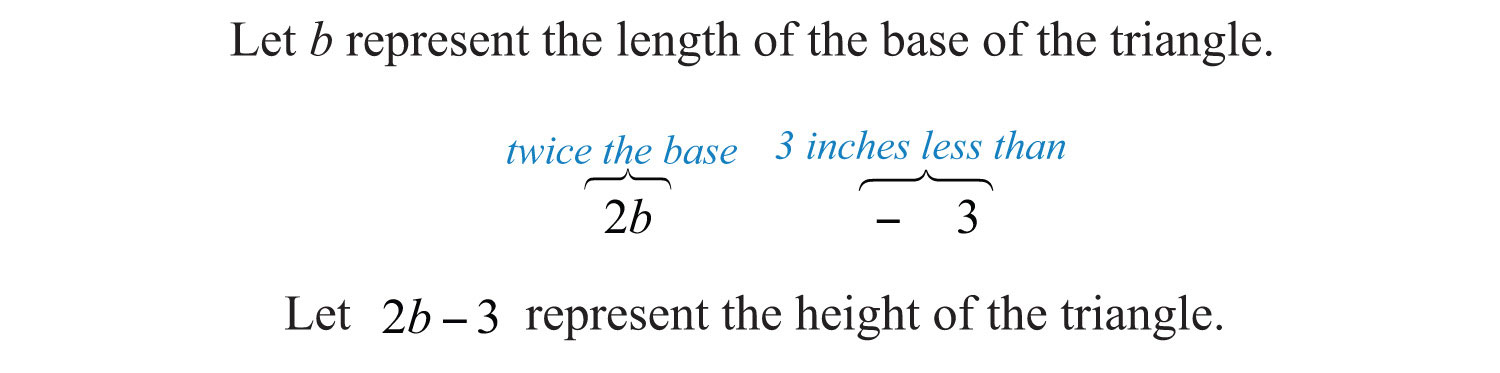 Let b represent the length of the base of the triangle.
twice the base 3 inches less than
2b – 3
Let 2b – 3 represent the height of the triangle.